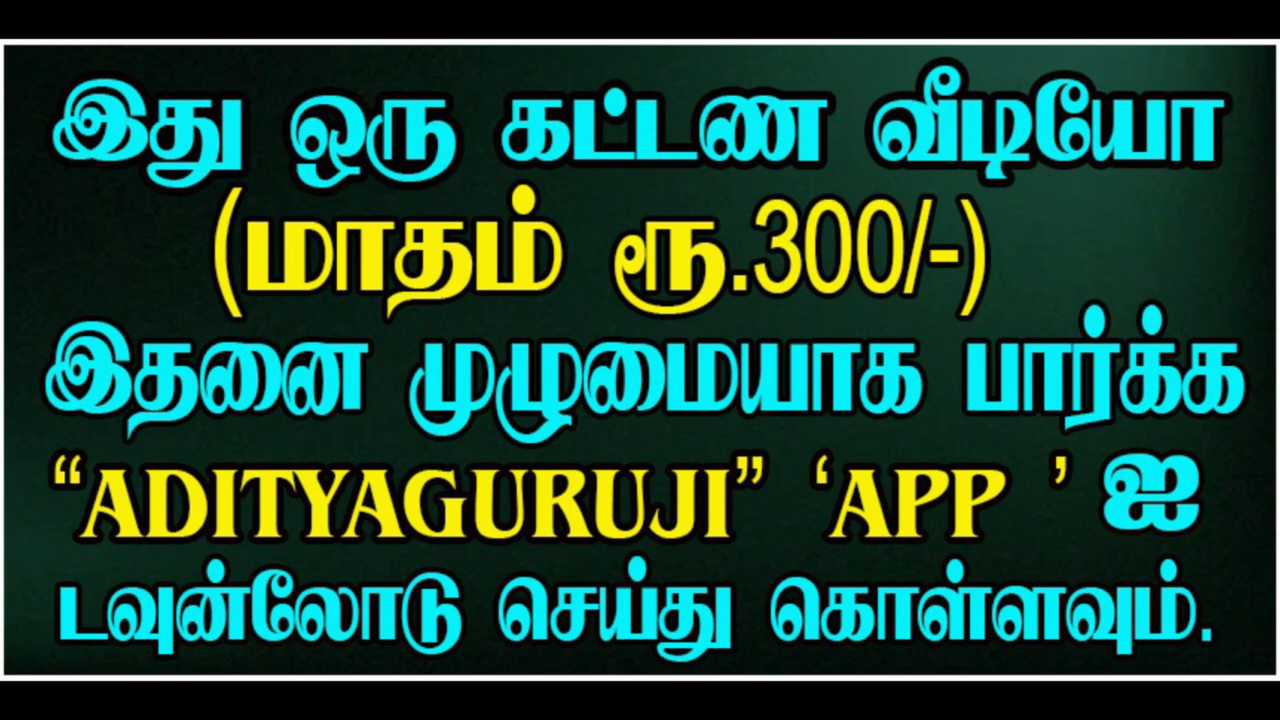 இது ஒரு கட்டண வீடியோ
(மாதம் ரூ.300/-)
இதனை முழுமையாக பார்க்க
“ADITYAGURUJI” ‘APP ’ ஐ
டவுன்லோடு செய்து கொள்ளவும்.